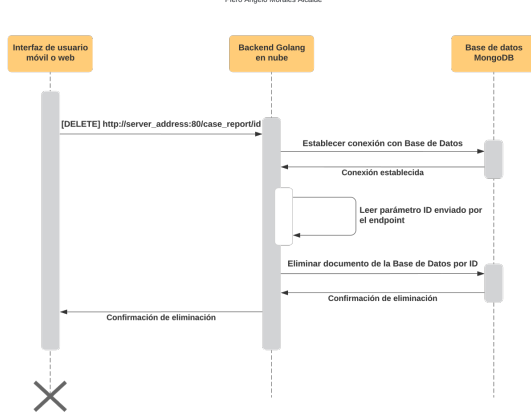 Piero Angelo Morales Alcalde
Interfaz de usuario
móvil o web
Backend Golang
en nube
Base de datos
MongoDB
[DELETE] http://server_address:80/case_report/id
Establecer conexión con Base de Datos
Conexión establecida
Leer parámetro ID enviado por
el endpoint
Eliminar documento de la Base de Datos por ID
Confirmación de eliminación
Confirmación de eliminación